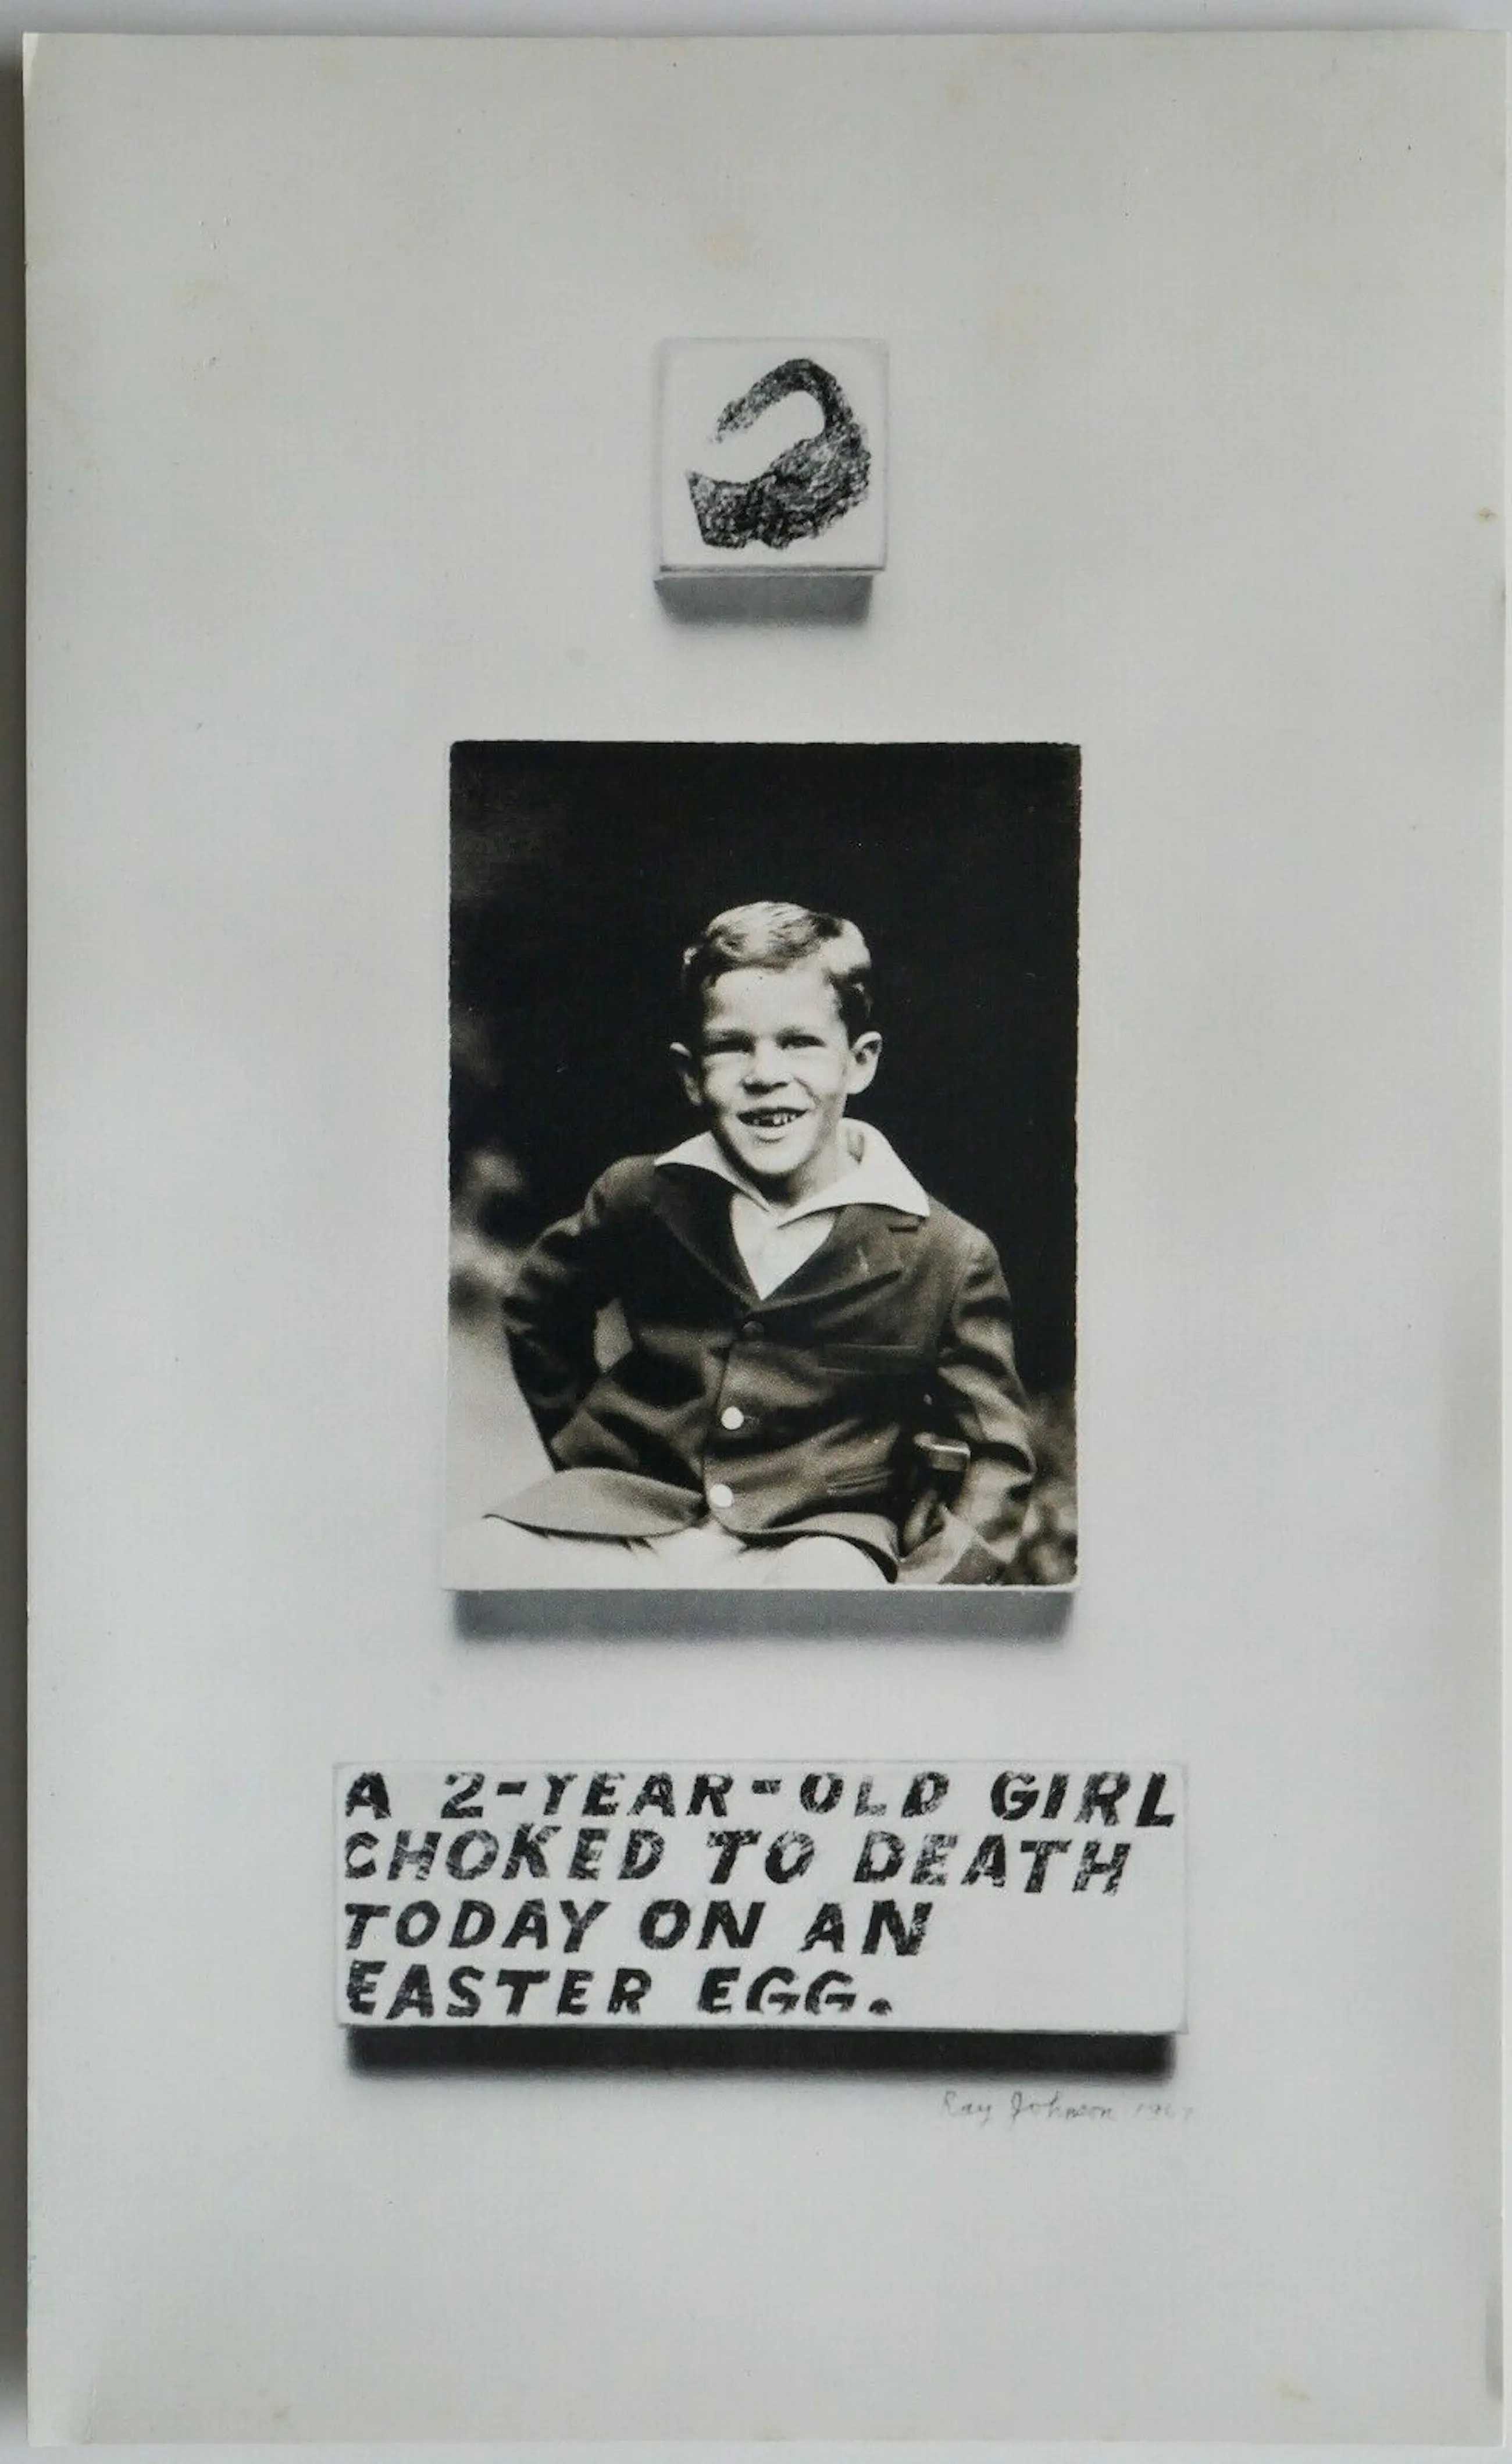 A 2-YEAR-OLD GIRL
CHOKED TO DEATH
TODAY ON AN
EASTER EGG.
Ray Johnson